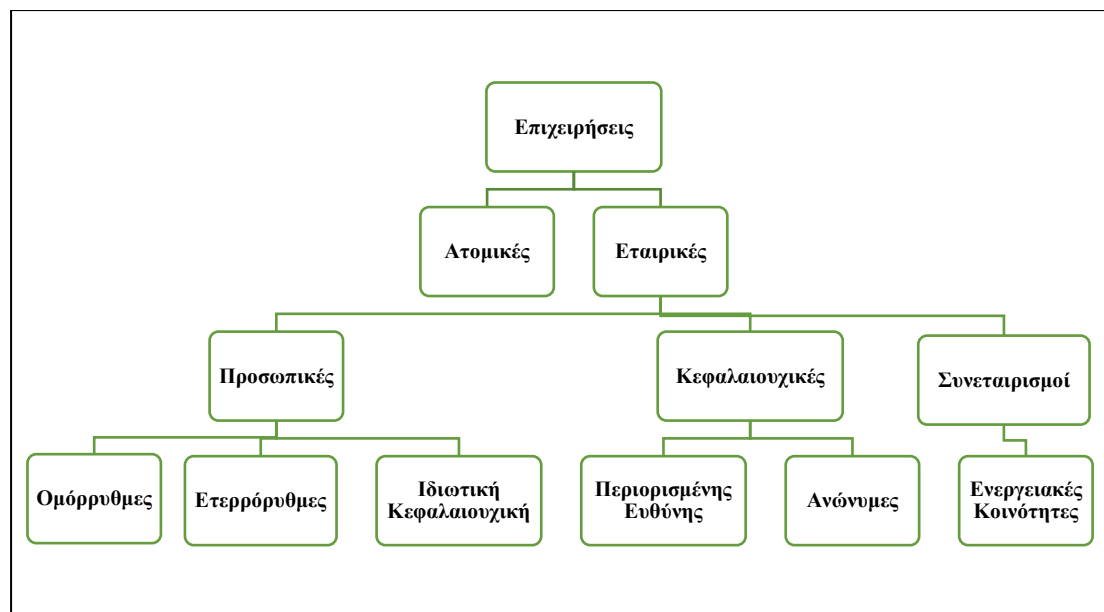 Επιχειρήσεις
Ατομικές
Εταιρικές
Προσωπικές
Κεφαλαιουχικές
Συνεταιρισμοί
Ομόρρυθμες
Ετερρόρυθμες
Ιδιωτική
Κεφαλαιουχική
Περιορισμένης
Ευθύνης
Ανώνυμες
Ενεργειακές
Κοινότητες